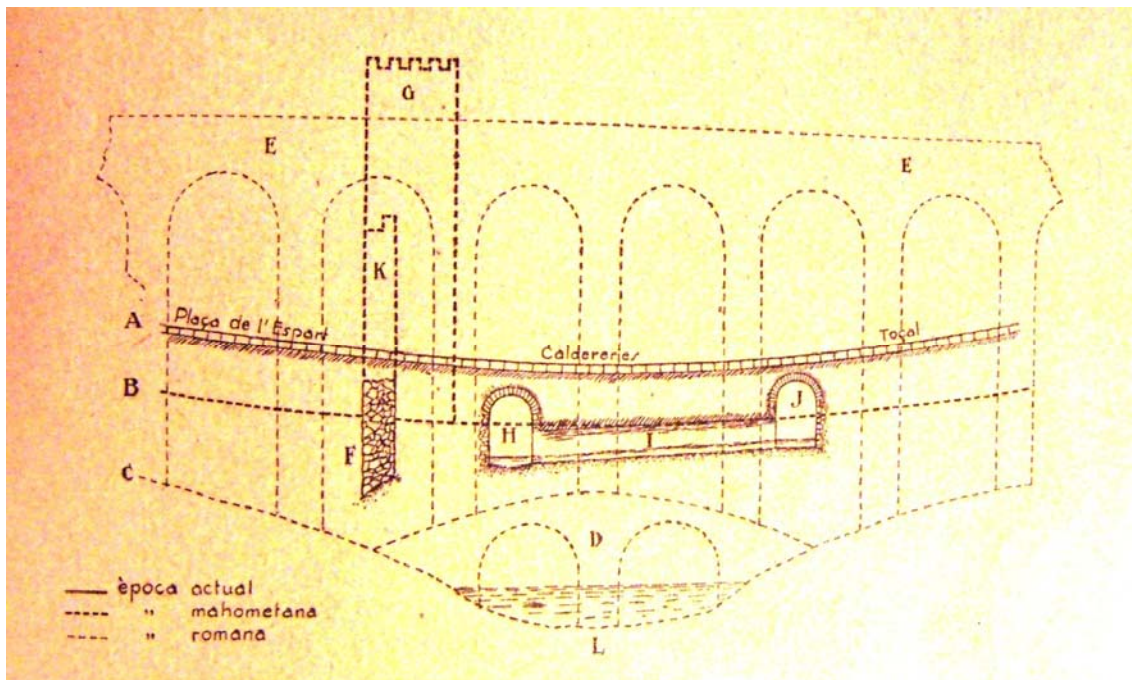 G
E
E
K
A
Plaça de l'Espart
Caldereries
Toçal
B
H
I
J
F
C
D
època actual
" mahometana
" romana
L